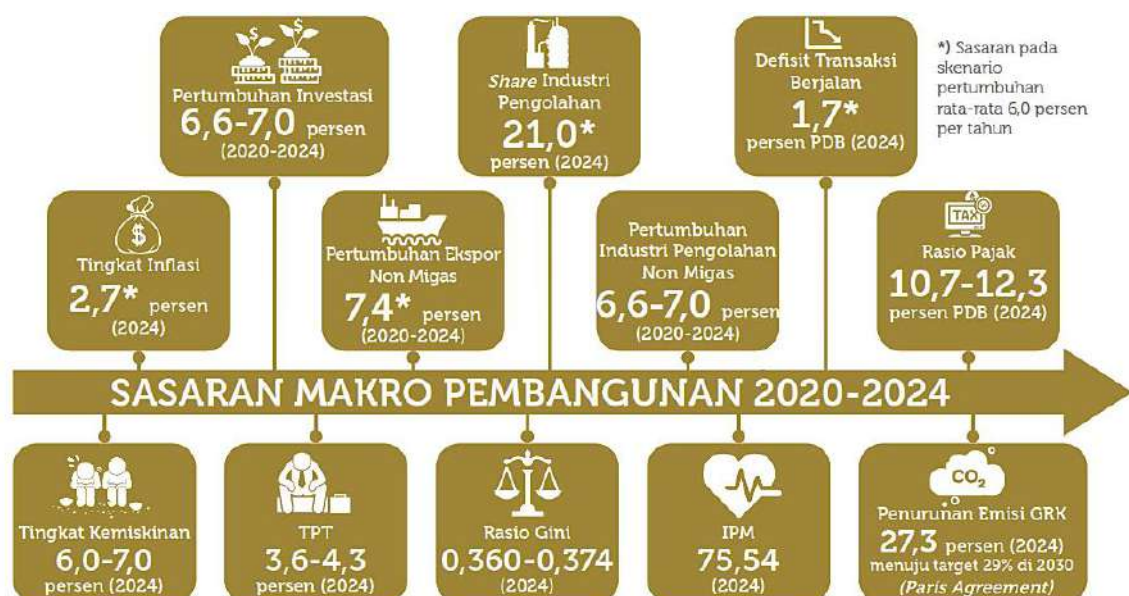 Pertumbuhan Investasi
6,6-7,0 persen
(2020-2024)
Share Industri
Pengolahan
21,0*
persen (2024)
Defisit Transaksi
Berjalan
1,7*
persen PDB (2024)
*) Sasaran pada
skenario
pertumbuhan
rata-rata 6,0 persen
per tahun
Tingkat Inflasi
2,7* persen
(2024)
Pertumbuhan Ekspor
Non Migas
7,4* persen
(2020-2024)
Pertumbuhan
Industri Pengolahan
Non Migas
6,6-7,0 persen
(2020-2024)
TAX
Rasio Pajak
10,7-12,3
persen PDB (2024)
SASARAN MAKRO PEMBANGUNAN 2020-2024
Tingkat Kemiskinan
6,0-7,0
persen (2024)
TPT
3,6-4,3
persen (2024)
Rasio Gini
0,360-0,374
(2024)
IPM
75,54
(2024)
CO₂
Penurunan Emisi GRK
27,3 persen (2024)
menuju target 29% di 2030
(Paris Agreement)